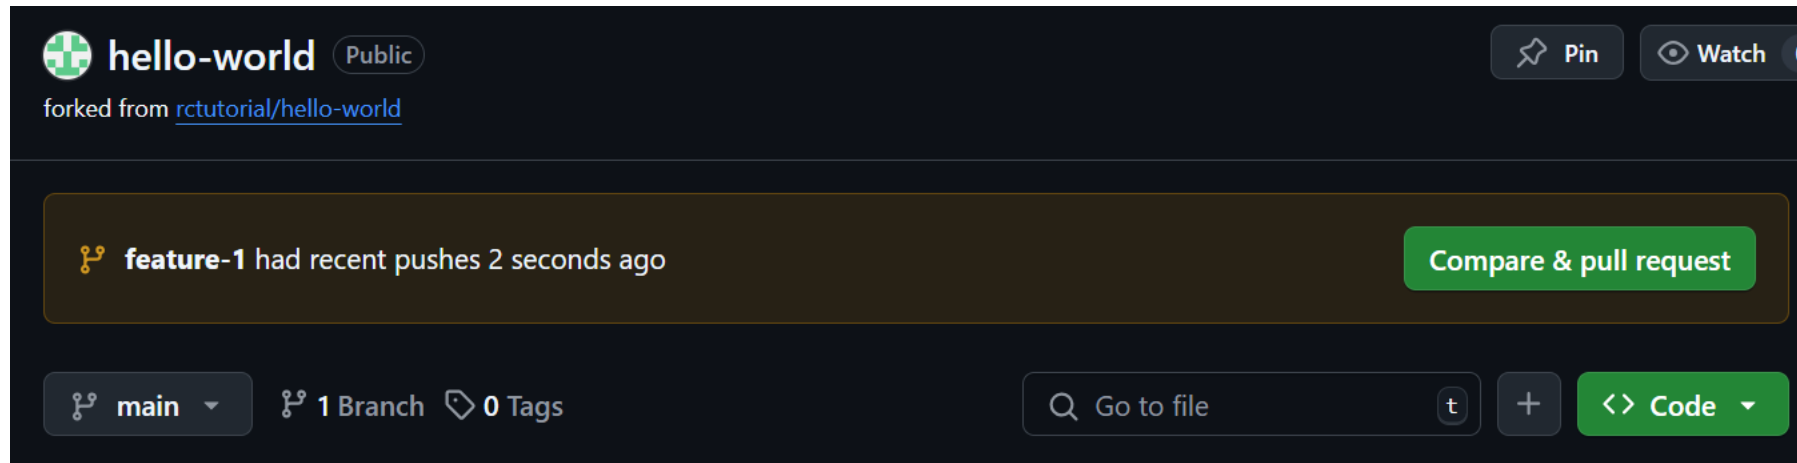 hello-world Public Pin Watch
forked from rctutorial/hello-world
feature-1 had recent pushes 2 seconds ago Compare & pull request
main 1 Branch 0 Tags Go to file t Code